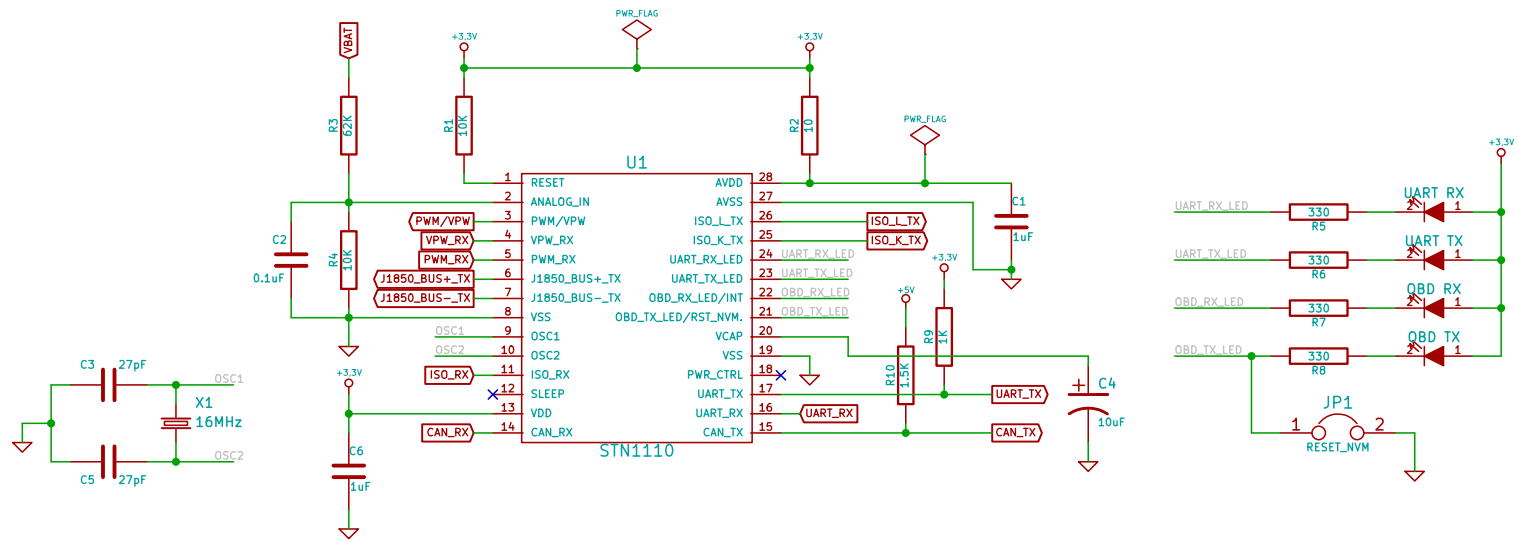 PWR_FLAG
VBAT
+3.3V
+3.3V
R3
62K
R1
10K
R2
10
PWR_FLAG
U1
1 RESET
2 ANALOG_IN
3 PWM/VPW
4 VPW_RX
5 PWM_RX
6 J1850_BUS+_TX
7 J1850_BUS-_TX
8 VSS
9 OSC1
10 OSC2
11 ISO_RX
12 SLEEP
13 VDD
14 CAN_RX
AVDD 28
AVSS 27
ISO_L_TX 26
ISO_K_TX 25
UART_RX_LED 24
UART_TX_LED 23
OBD_RX_LED/INT 22
OBD_TX_LED/RST_NVM. 21
VCAP 20
VSS 19
PWR_CTRL 18
UART_TX 17
UART_RX 16
CAN_TX 15
STN1110
PWM/VPW
VPW_RX
PWM_RX
J1850_BUS+_TX
J1850_BUS-_TX
OSC1
OSC2
ISO_RX
CAN_RX
C2
0.1uF
R4
10K
+3.3V
C6
1uF
C3
27pF
OSC1
X1
16MHz
OSC2
C5
27pF
ISO_L_TX
ISO_K_TX
UART_RX_LED
UART_TX_LED
OBD_RX_LED
OBD_TX_LED
C1
1uF
+3.3V
+5V
R9
1K
R10
1.5K
UART_TX
UART_RX
CAN_TX
C4
10uF
+3.3V
UART_RX_LED
330
R5
UART RX
2 1
UART_TX_LED
330
R6
UART TX
2 1
OBD_RX_LED
330
R7
OBD RX
2 1
OBD_TX_LED
330
R8
OBD TX
2 1
JP1
1 2
RESET_NVM